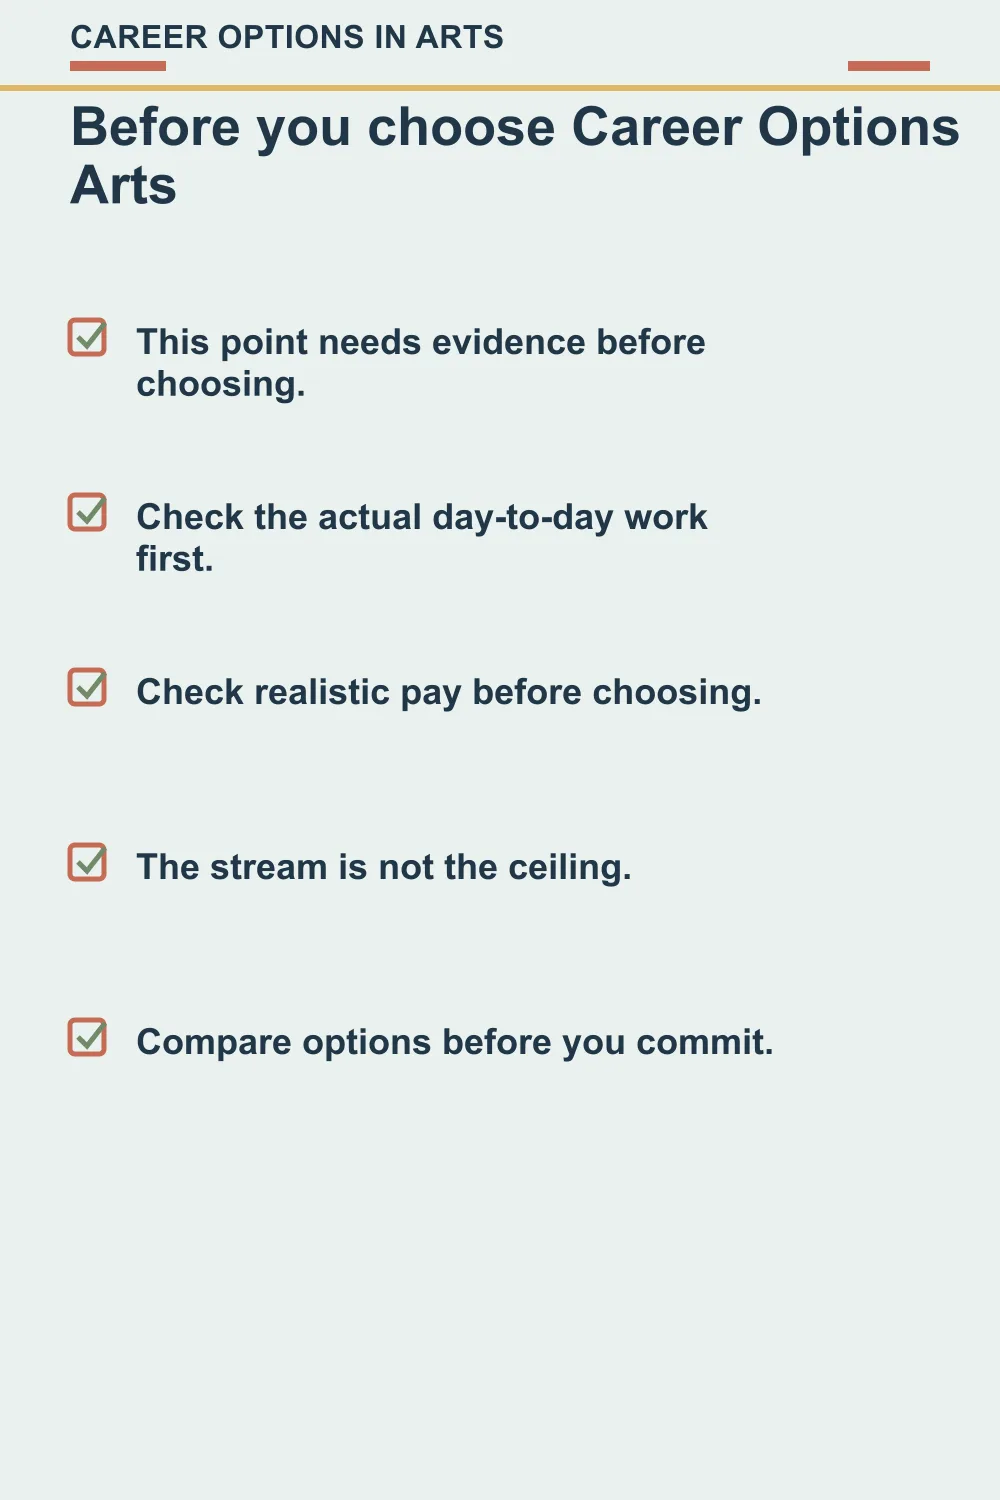 CAREER OPTIONS IN ARTS
Before you choose Career Options
Arts
This point needs evidence before
choosing.
Check the actual day-to-day work
first.
Check realistic pay before choosing.
The stream is not the ceiling.
Compare options before you commit.